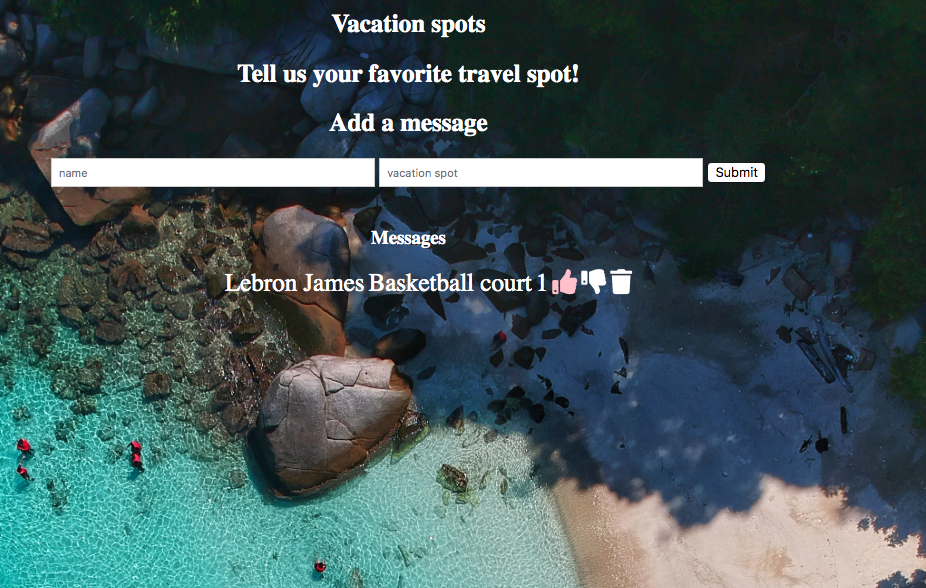 Vacation spots
Tell us your favorite travel spot!
Add a message
name vacation spot Submit
Messages
Lebron James Basketball court 1